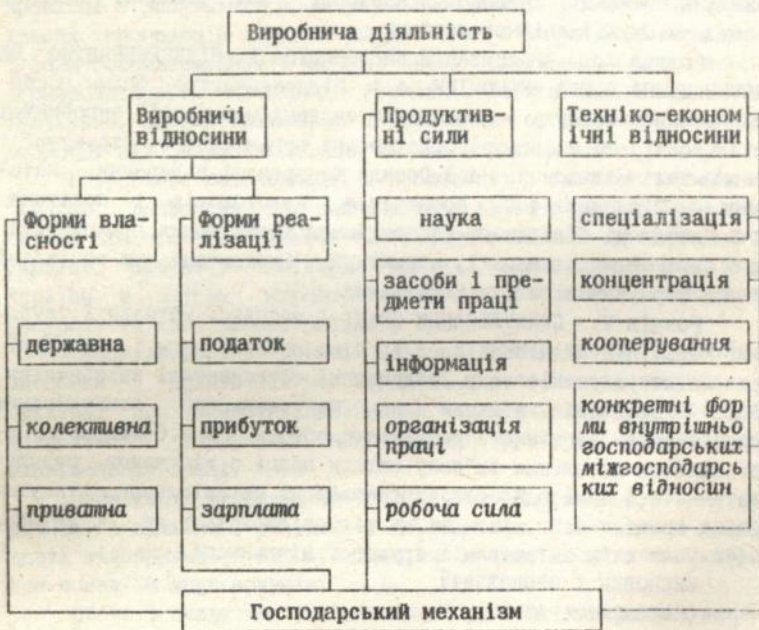 Виробнича діяльність
Виробничі
відносини
Продуктив-
ні сили
Техніко-економ
ічні відносини
Форми вла-
сності
Форми реа-
лізації
наука
спеціалізація
засоби і пре-
дмети праці
концентрація
державна
податок
інформація
кооперування
колективна
прибуток
організація
праці
конкретні фор
ми внутрішньо
господарських
міжгосподарсь
ких відносин
приватна
зарплата
робоча сила
Господарський механізм